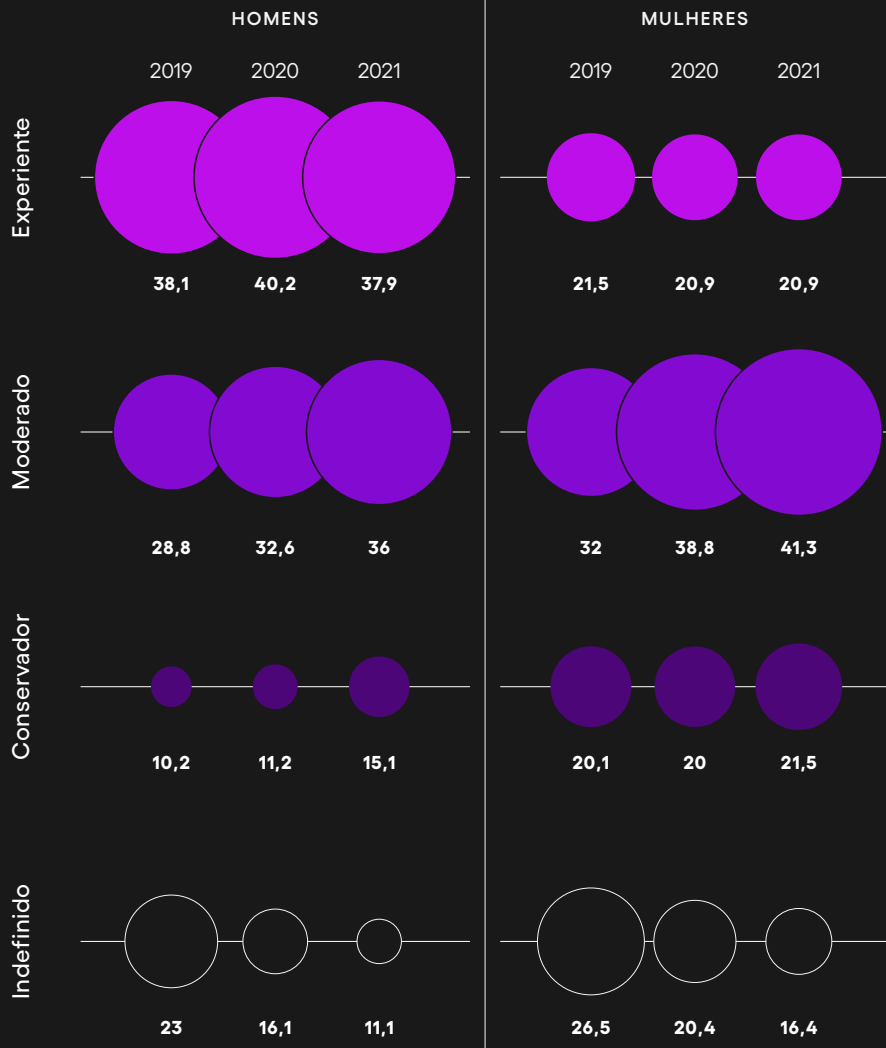 HOMENS
MULHERES
2019 2020 2021
2019 2020 2021
Experiente
38,1 40,2 37,9
21,5 20,9 20,9
Moderado
28,8 32,6 36
32 38,8 41,3
Conservador
10,2 11,2 15,1
20,1 20 21,5
Indefinido
23 16,1 11,1
26,5 20,4 16,4